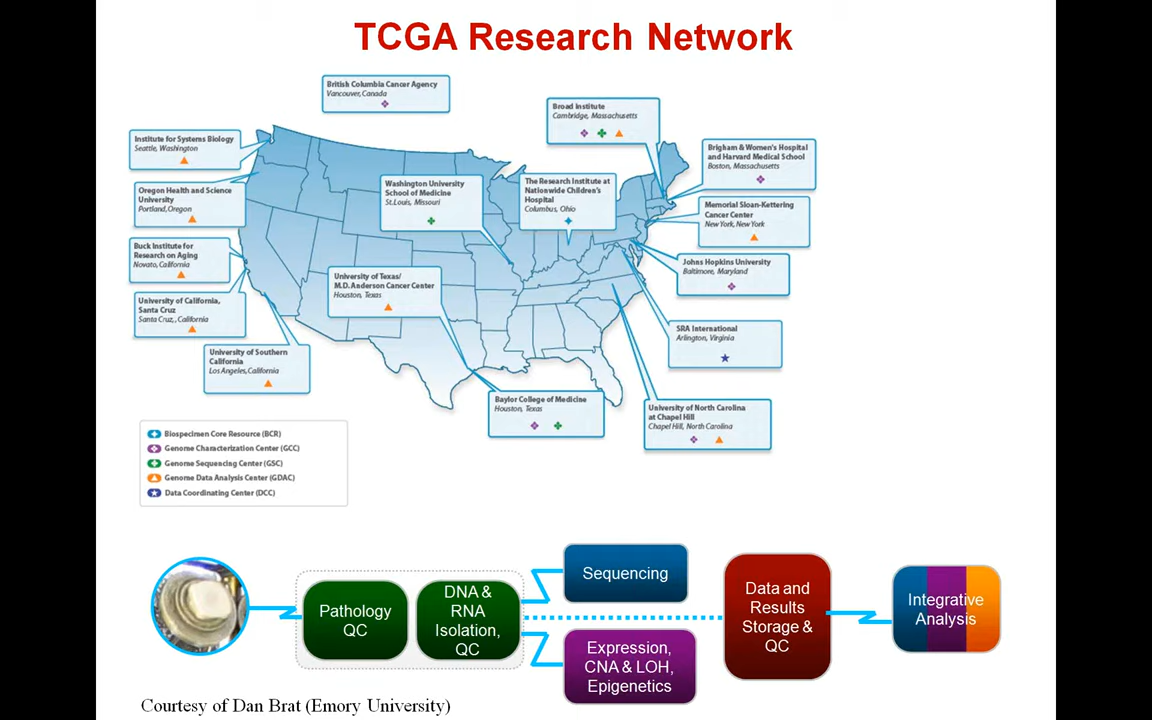 TCGA Research Network
British Columbia Cancer Agency
Vancouver, Canada
Broad Institute
Cambridge, Massachusetts
Institute for Systems Biology
Seattle, Washington
Brigham & Women's Hospital
and Harvard Medical School
Boston, Massachusetts
Oregon Health and Science
University
Portland, Oregon
Washington University
School of Medicine
St. Louis, Missouri
The Research Institute at
Nationwide Children's
Hospital
Columbus, Ohio
Memorial Sloan-Kettering
Cancer Center
New York, New York
Buck Institute for
Research on Aging
Novato, California
University of Texas/
M.D. Anderson Cancer Center
Houston, Texas
Johns Hopkins University
Baltimore, Maryland
University of California,
Santa Cruz
Santa Cruz, , California
SRA International
Arlington, Virginia
University of Southern
California
Los Angeles, California
Baylor College of Medicine
Houston, Texas
University of North Carolina
at Chapel Hill
Chapel Hill, North Carolina
Biospecimen Core Resource (BCR)
Genome Characterization Center (GCC)
Genome Sequencing Center (GSC)
Genome Data Analysis Center (GDAC)
Data Coordinating Center (DCC)
Pathology
QC
DNA &
RNA
Isolation,
QC
Sequencing
Expression,
CNA & LOH,
Epigenetics
Data and
Results
Storage &
QC
Integrative
Analysis
Courtesy of Dan Brat (Emory University)